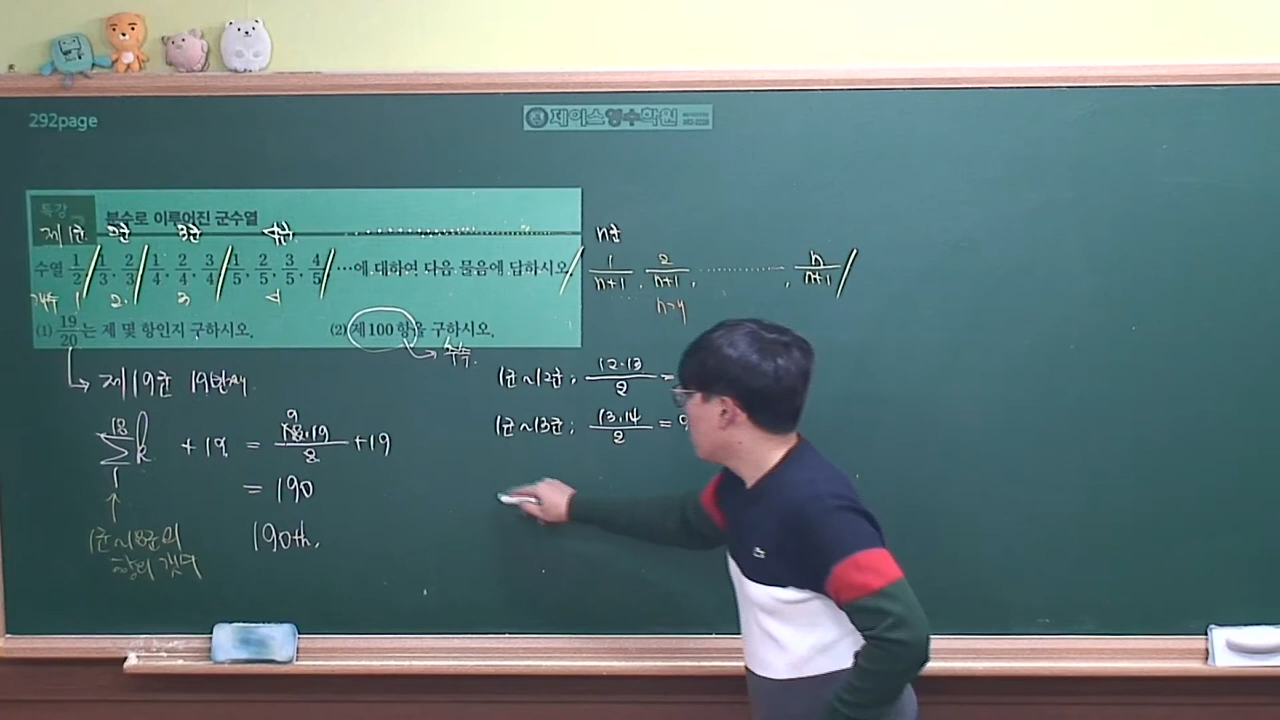 292page
제이스영수학원
특강
분수로 이루어진 군수열
제1군 2군 3군 4군 n군
수열 1/2, 1/3, 2/3, 1/4, 2/4, 3/4, 1/5, 2/5, 3/5, 4/5, …에 대하여 다음 물음에 답하시오.
1/n+1, 2/n+1, ………, n/n+1
개수 1 2 3 4
(1) 19/20는 제 몇 항인지 구하시오. (2) 제100항을 구하시오.
→ 제19군 19번째
18 Σ 1 k + 19 = 18·19/2 + 19
9
= 190
190th.
1군~18군의
항의 갯수
1군~12군; 12·13/2 =
1군~13군; 13·14/2 = 9